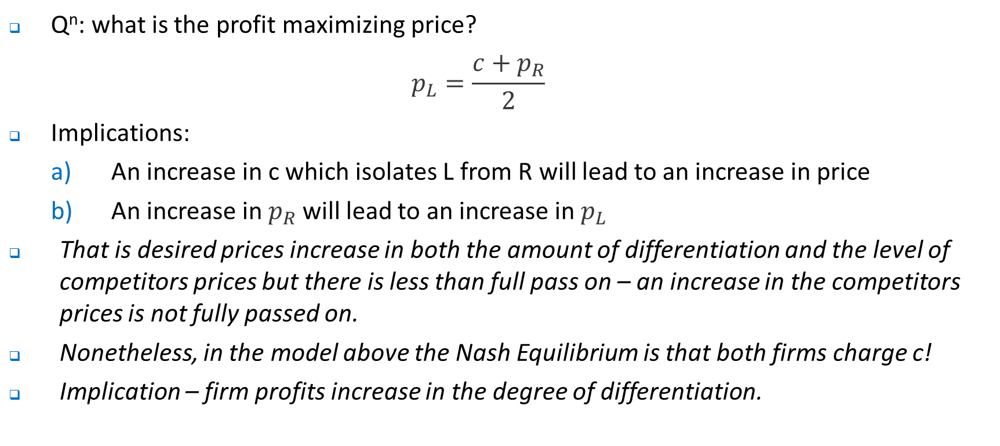 Qⁿ: what is the profit maximizing price?
p_L = (c + p_R) / 2
Implications:
a) An increase in c which isolates L from R will lead to an increase in price
b) An increase in p_R will lead to an increase in p_L
That is desired prices increase in both the amount of differentiation and the level of
competitors prices but there is less than full pass on – an increase in the competitors
prices is not fully passed on.
Nonetheless, in the model above the Nash Equilibrium is that both firms charge c!
Implication – firm profits increase in the degree of differentiation.